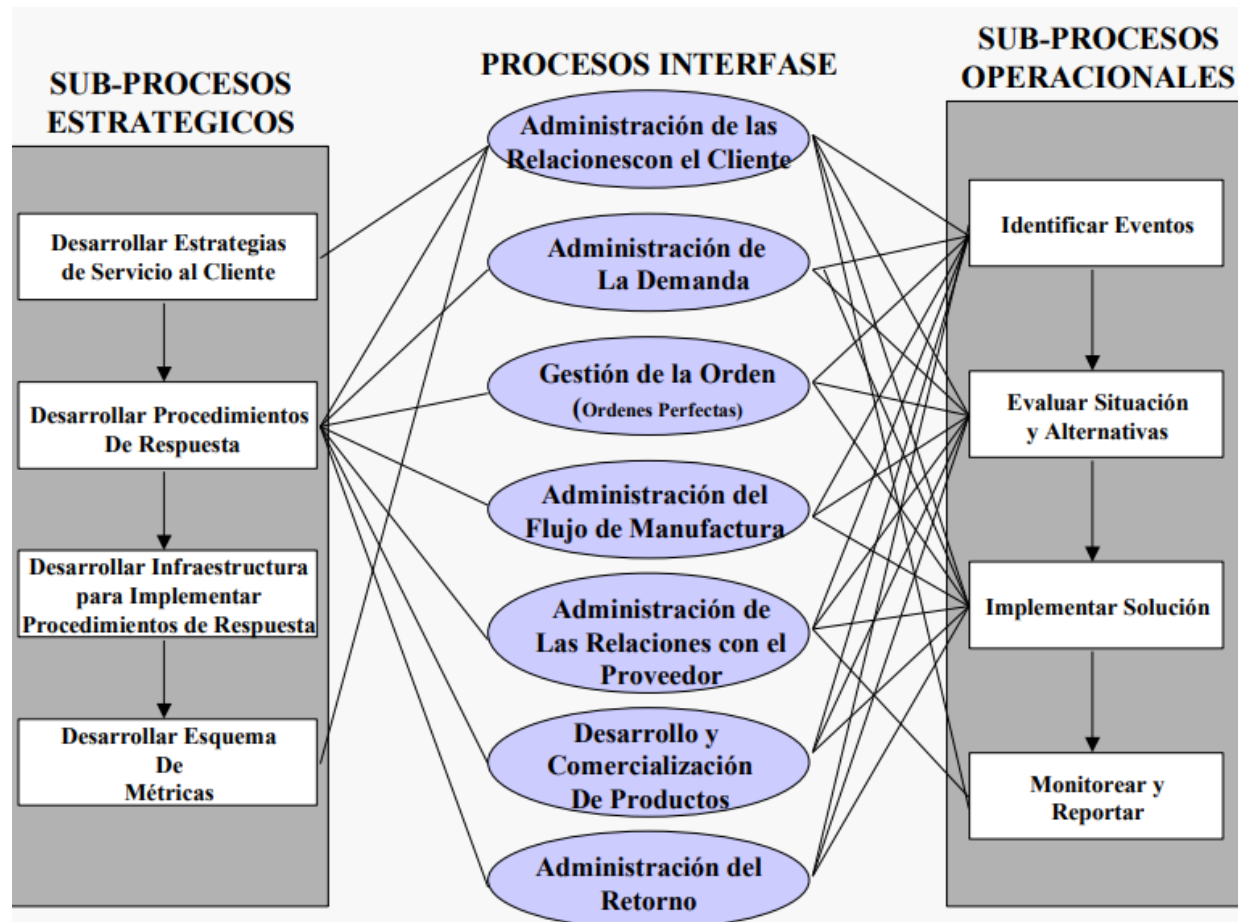 SUB-PROCESOS
ESTRATEGICOS
Desarrollar Estrategias
de Servicio al Cliente
Desarrollar Procedimientos
De Respuesta
Desarrollar Infraestructura
para Implementar
Procedimientos de Respuesta
Desarrollar Esquema
De
Métricas
PROCESOS INTERFASE
Administración de las
Relacionescon el Cliente
Administración de
La Demanda
Gestión de la Orden
(Ordenes Perfectas)
Administración del
Flujo de Manufactura
Administración de
Las Relaciones con el
Proveedor
Desarrollo y
Comercialización
De Productos
Administración del
Retorno
SUB-PROCESOS
OPERACIONALES
Identificar Eventos
Evaluar Situación
y Alternativas
Implementar Solución
Monitorear y
Reportar